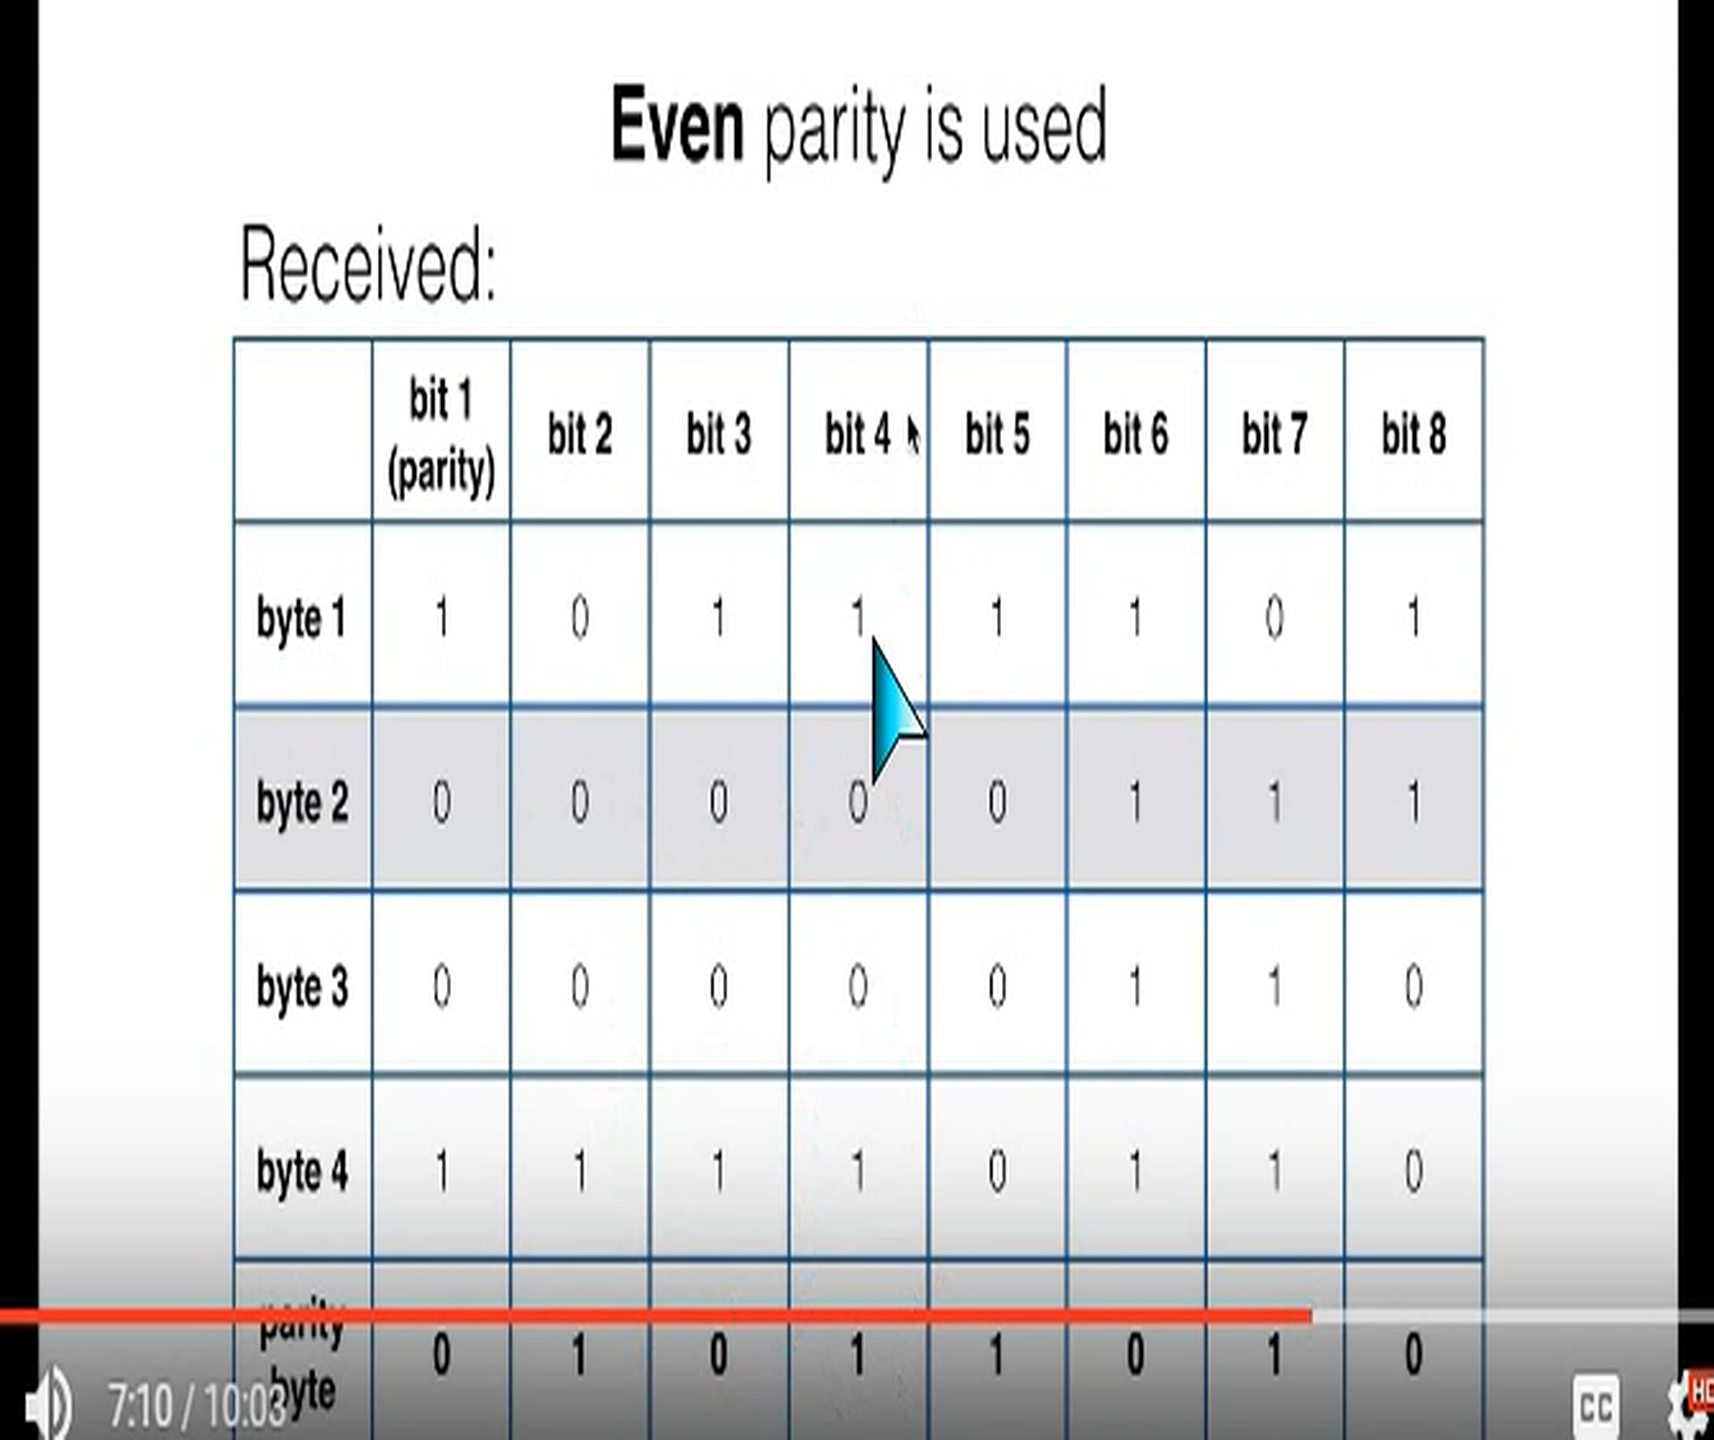 Even parity is used
Received:
bit 1 (parity) bit 2 bit 3 bit 4 bit 5 bit 6 bit 7 bit 8
byte 1 1 0 1 1 1 1 0 1
byte 2 0 0 0 0 0 1 1 1
byte 3 0 0 0 0 0 1 1 0
byte 4 1 1 1 1 0 1 1 0
parity byte 0 1 0 1 1 0 1 0
7:10 / 10:03
CC
HD